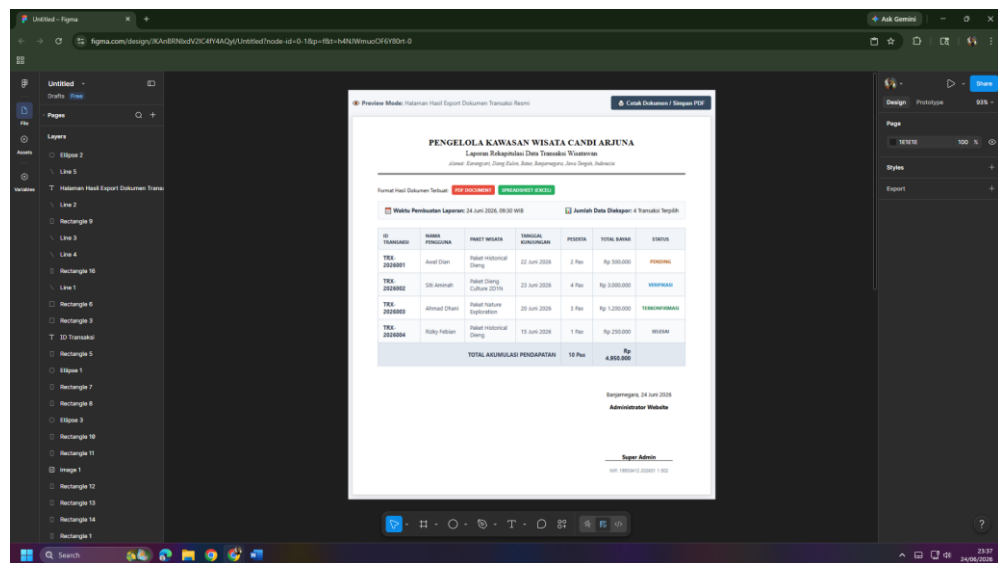 Untitled – Figma
Ask Gemini
figma.com/design/JKAnBRNIxdV2IC4fY4AQyl/Untitled?node-id=0-1&p=f&t=h4NJWmuoOF6Y80rt-0
Untitled
Drafts Free
File
Assets
Variables
Pages
Layers
Ellipse 2
Line 5
Halaman Hasil Export Dokumen Trans
Line 2
Rectangle 9
Line 3
Line 4
Rectangle 16
Line 1
Rectangle 6
Rectangle 3
ID Transaksi
Rectangle 5
Ellipse 1
Rectangle 7
Rectangle 8
Ellipse 3
Rectangle 10
Rectangle 11
Image 1
Rectangle 12
Rectangle 13
Rectangle 14
Rectangle 1
Preview Mode: Halaman Hasil Export Dokumen Transaksi Resmi
Cetak Dokumen / Simpan PDF
PENGELOLA KAWASAN WISATA CANDI ARJUNA
Laporan Rekapitulasi Data Transaksi Wisatawan
Alamat: Karangsari, Dieng Kulon, Batur, Banjarnegara, Jawa Tengah, Indonesia
Format Hasil Dokumen Terbuat: PDF DOCUMENT SPREADSHEET (EXCEL)
Waktu Pembuatan Laporan: 24 Juni 2026, 09:30 WIB
Jumlah Data Diekspor: 4 Transaksi Terpilih
ID TRANSAKSI NAMA PENGGUNA PAKET WISATA TANGGAL KUNJUNGAN PESERTA TOTAL BAYAR STATUS
TRX-2026001 Awal Dian Paket Historical Dieng 22 Juni 2026 2 Pax Rp 500.000 PENDING
TRX-2026002 Siti Aminah Paket Dieng Culture 2D1N 23 Juni 2026 4 Pax Rp 3.000.000 VERIFIKASI
TRX-2026003 Ahmad Dhani Paket Nature Exploration 20 Juni 2026 3 Pax Rp 1.200.000 TERKONFIRMASI
TRX-2026004 Rizky Febian Paket Historical Dieng 15 Juni 2026 1 Pax Rp 250.000 SELESAI
TOTAL AKUMULASI PENDAPATAN 10 Pax Rp 4.950.000
Banjarnegara, 24 Juni 2026
Administrator Website
Super Admin
Share
Design Prototype 93%
Page
1E1E1E 100 %
Styles
Export
?
Search
23:37
24/06/2026